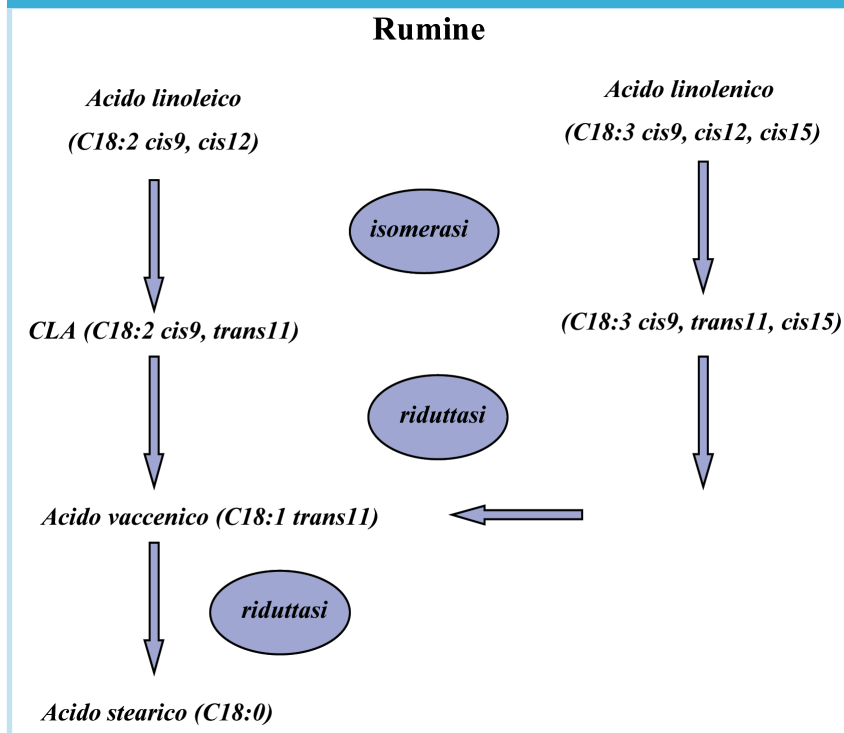 Rumine
Acido linoleico
(C18:2 cis9, cis12)
Acido linolenico
(C18:3 cis9, cis12, cis15)
isomerasi
CLA (C18:2 cis9, trans11)
(C18:3 cis9, trans11, cis15)
riduttasi
Acido vaccenico (C18:1 trans11)
riduttasi
Acido stearico (C18:0)